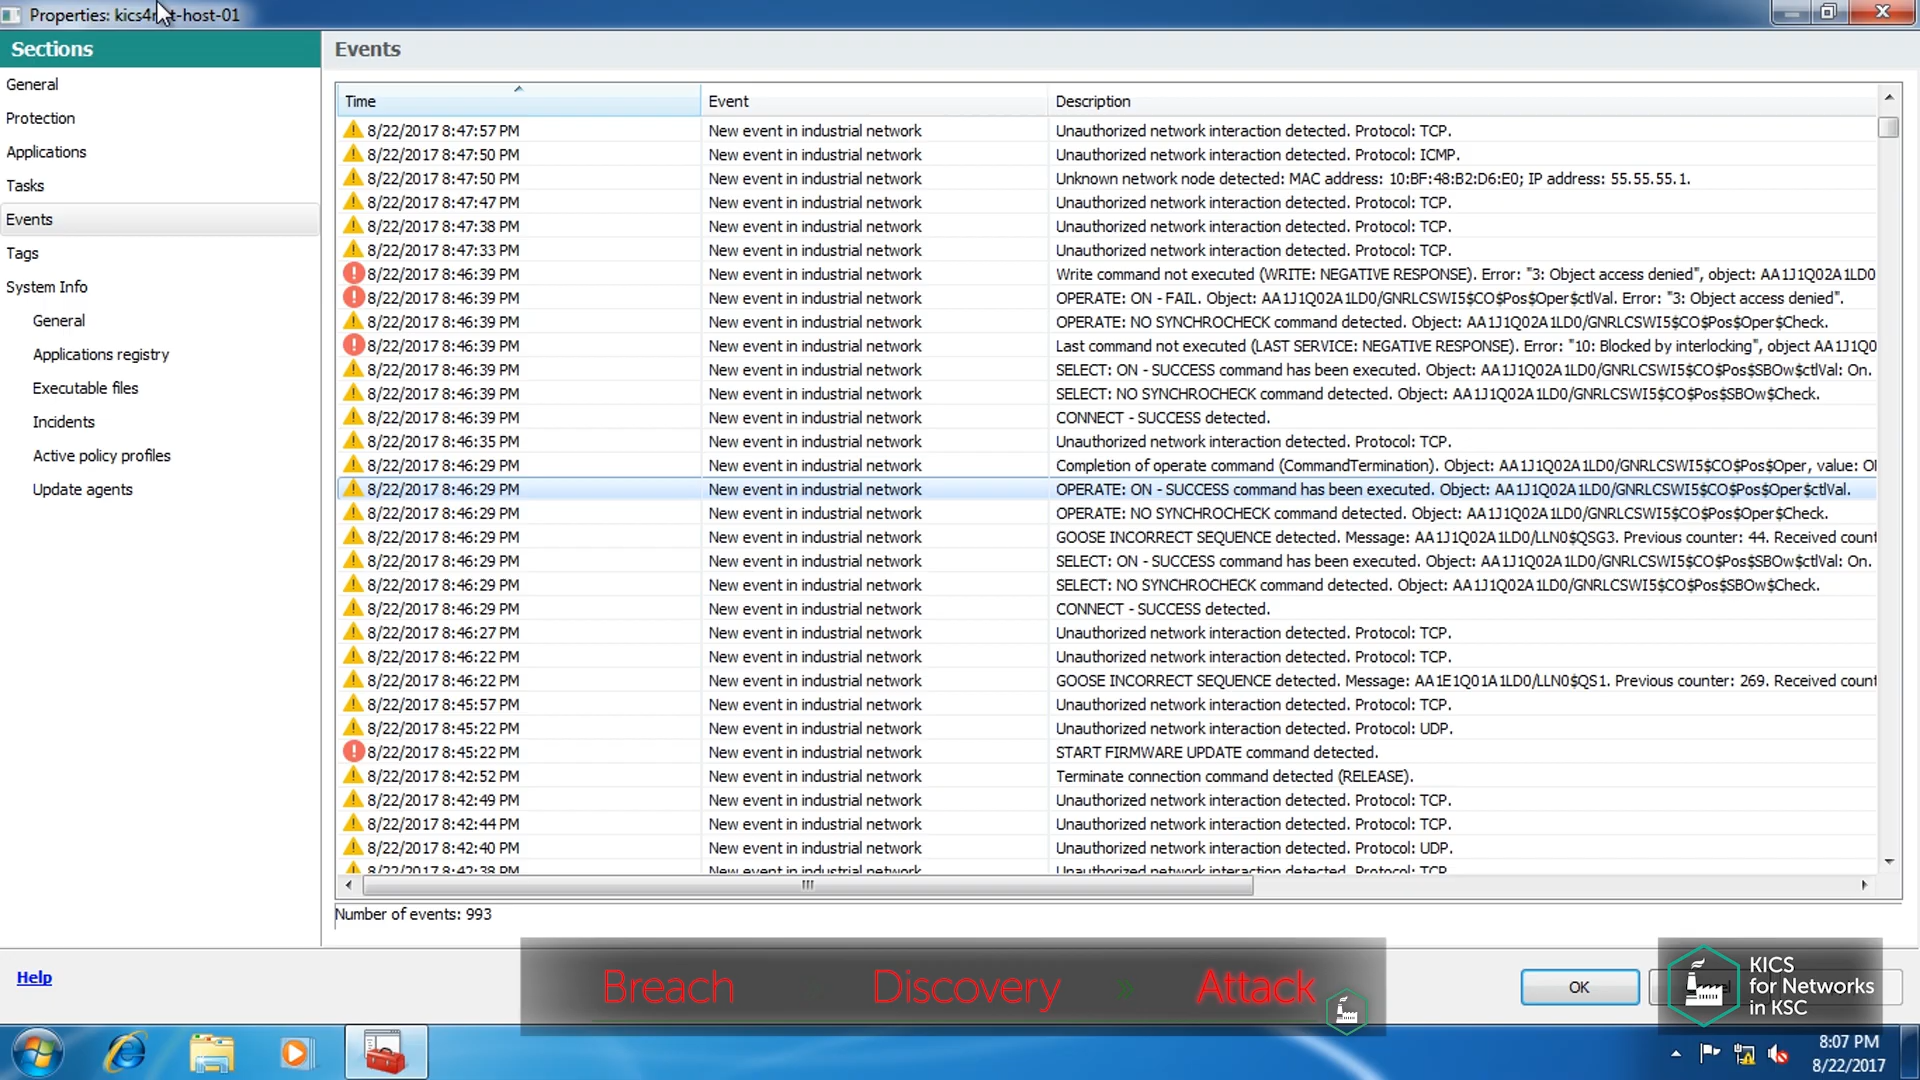 Properties: kics4net-host-01
Sections
Events
General
Protection
Applications
Tasks
Events
Tags
System Info
General
Applications registry
Executable files
Incidents
Active policy profiles
Update agents
Time Event Description
8/22/2017 8:47:57 PM New event in industrial network Unauthorized network interaction detected. Protocol: TCP.
8/22/2017 8:47:50 PM New event in industrial network Unauthorized network interaction detected. Protocol: ICMP.
8/22/2017 8:47:50 PM New event in industrial network Unknown network node detected: MAC address: 10:BF:48:B2:D6:E0; IP address: 55.55.55.1.
8/22/2017 8:47:47 PM New event in industrial network Unauthorized network interaction detected. Protocol: TCP.
8/22/2017 8:47:38 PM New event in industrial network Unauthorized network interaction detected. Protocol: TCP.
8/22/2017 8:47:33 PM New event in industrial network Unauthorized network interaction detected. Protocol: TCP.
8/22/2017 8:46:39 PM New event in industrial network Write command not executed (WRITE: NEGATIVE RESPONSE). Error: "3: Object access denied", object: AA1J1Q02A1LD0
8/22/2017 8:46:39 PM New event in industrial network OPERATE: ON - FAIL. Object: AA1J1Q02A1LD0/GNRLCSWI5$CO$Pos$Oper$ctlVal. Error: "3: Object access denied".
8/22/2017 8:46:39 PM New event in industrial network OPERATE: NO SYNCHROCHECK command detected. Object: AA1J1Q02A1LD0/GNRLCSWI5$CO$Pos$Oper$Check.
8/22/2017 8:46:39 PM New event in industrial network Last command not executed (LAST SERVICE: NEGATIVE RESPONSE). Error: "10: Blocked by interlocking", object AA1J1Q0
8/22/2017 8:46:39 PM New event in industrial network SELECT: ON - SUCCESS command has been executed. Object: AA1J1Q02A1LD0/GNRLCSWI5$CO$Pos$SBOw$ctlVal: On.
8/22/2017 8:46:39 PM New event in industrial network SELECT: NO SYNCHROCHECK command detected. Object: AA1J1Q02A1LD0/GNRLCSWI5$CO$Pos$SBOw$Check.
8/22/2017 8:46:39 PM New event in industrial network CONNECT - SUCCESS detected.
8/22/2017 8:46:35 PM New event in industrial network Unauthorized network interaction detected. Protocol: TCP.
8/22/2017 8:46:29 PM New event in industrial network Completion of operate command (CommandTermination). Object: AA1J1Q02A1LD0/GNRLCSWI5$CO$Pos$Oper, value:
8/22/2017 8:46:29 PM New event in industrial network OPERATE: ON - SUCCESS command has been executed. Object: AA1J1Q02A1LD0/GNRLCSWI5$CO$Pos$Oper$ctlVal.
8/22/2017 8:46:29 PM New event in industrial network OPERATE: NO SYNCHROCHECK command detected. Object: AA1J1Q02A1LD0/GNRLCSWI5$CO$Pos$Oper$Check.
8/22/2017 8:46:29 PM New event in industrial network GOOSE INCORRECT SEQUENCE detected. Message: AA1J1Q02A1LD0/LLN0$QSG3. Previous counter: 44. Received count
8/22/2017 8:46:29 PM New event in industrial network SELECT: ON - SUCCESS command has been executed. Object: AA1J1Q02A1LD0/GNRLCSWI5$CO$Pos$SBOw$ctlVal: On.
8/22/2017 8:46:29 PM New event in industrial network SELECT: NO SYNCHROCHECK command detected. Object: AA1J1Q02A1LD0/GNRLCSWI5$CO$Pos$SBOw$Check.
8/22/2017 8:46:29 PM New event in industrial network CONNECT - SUCCESS detected.
8/22/2017 8:46:27 PM New event in industrial network Unauthorized network interaction detected. Protocol: TCP.
8/22/2017 8:46:22 PM New event in industrial network Unauthorized network interaction detected. Protocol: TCP.
8/22/2017 8:46:22 PM New event in industrial network GOOSE INCORRECT SEQUENCE detected. Message: AA1E1Q01A1LD0/LLN0$QS1. Previous counter: 269. Received count
8/22/2017 8:45:57 PM New event in industrial network Unauthorized network interaction detected. Protocol: TCP.
8/22/2017 8:45:22 PM New event in industrial network Unauthorized network interaction detected. Protocol: UDP.
8/22/2017 8:45:22 PM New event in industrial network START FIRMWARE UPDATE command detected.
8/22/2017 8:42:52 PM New event in industrial network Terminate connection command detected (RELEASE).
8/22/2017 8:42:49 PM New event in industrial network Unauthorized network interaction detected. Protocol: TCP.
8/22/2017 8:42:44 PM New event in industrial network Unauthorized network interaction detected. Protocol: TCP.
8/22/2017 8:42:40 PM New event in industrial network Unauthorized network interaction detected. Protocol: UDP.
8/22/2017 8:42:38 PM New event in industrial network Unauthorized network interaction detected. Protocol: TCP.
Number of events: 993
Help
Breach Discovery Attack
OK
KICS
for Networks
in KSC
8:07 PM
8/22/2017